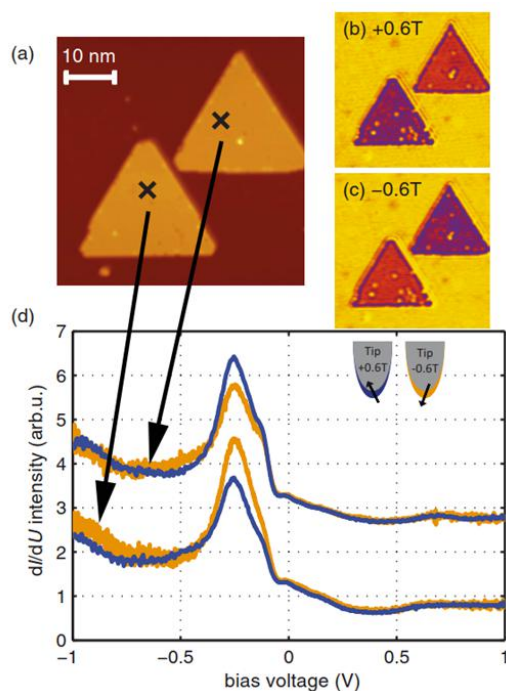 (a)
10 nm
(b) +0.6T
(c) −0.6T
(d)
dI/dU intensity (arb.u.)
7
6
5
4
3
2
1
0
Tip
+0.6T
Tip
-0.6T
-1
-0.5
0
0.5
1
bias voltage (V)